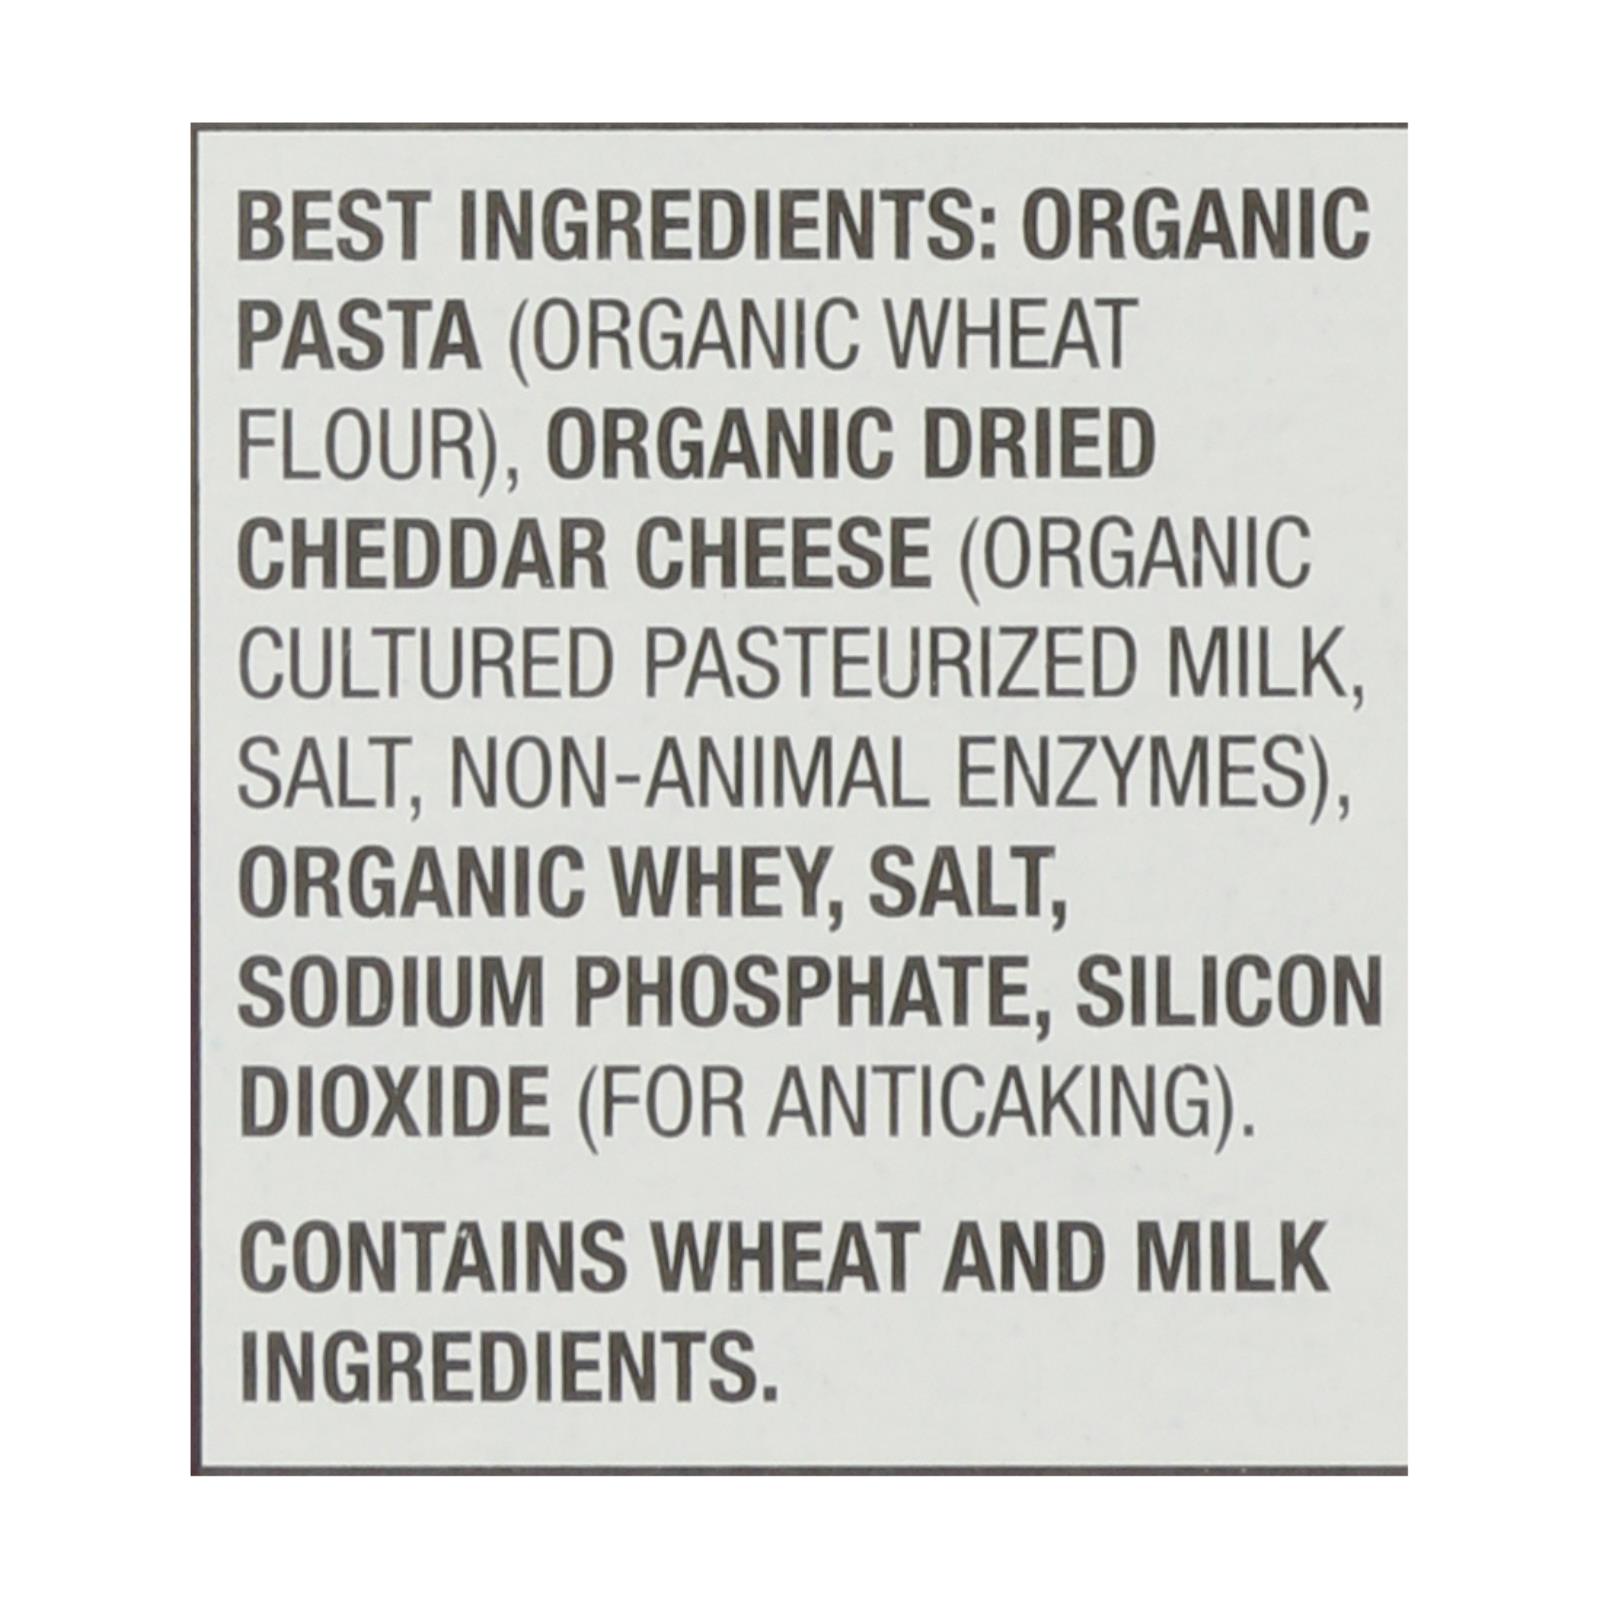 BEST INGREDIENTS: ORGANIC
PASTA (ORGANIC WHEAT
FLOUR), ORGANIC DRIED
CHEDDAR CHEESE (ORGANIC
CULTURED PASTEURIZED MILK,
SALT, NON-ANIMAL ENZYMES),
ORGANIC WHEY, SALT,
SODIUM PHOSPHATE, SILICON
DIOXIDE (FOR ANTICAKING).
CONTAINS WHEAT AND MILK
INGREDIENTS.